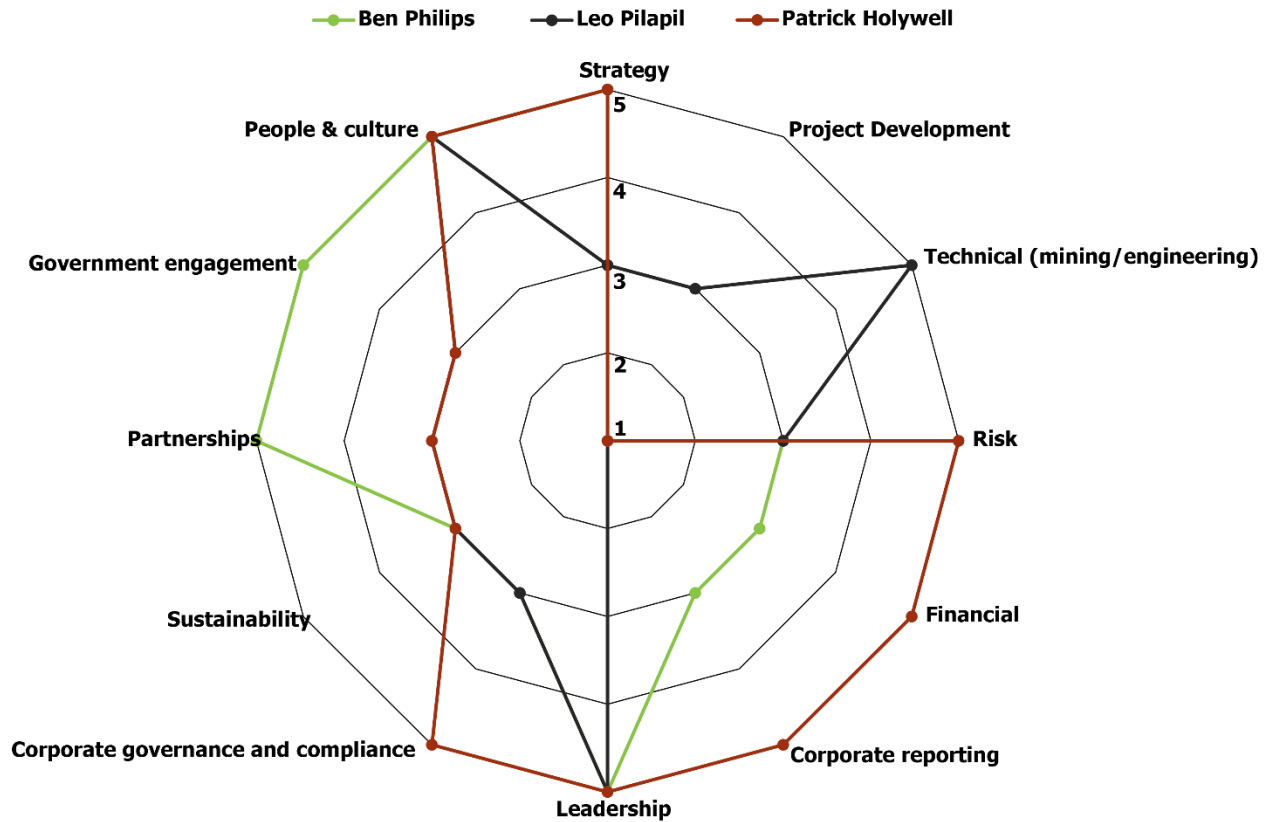 Ben Philips
Leo Pilapil
Patrick Holywell
Strategy
5
People & culture
Project Development
4
Government engagement
Technical (mining/engineering)
3
2
1
Partnerships
Risk
Sustainability
Financial
Corporate governance and compliance
Corporate reporting
Leadership